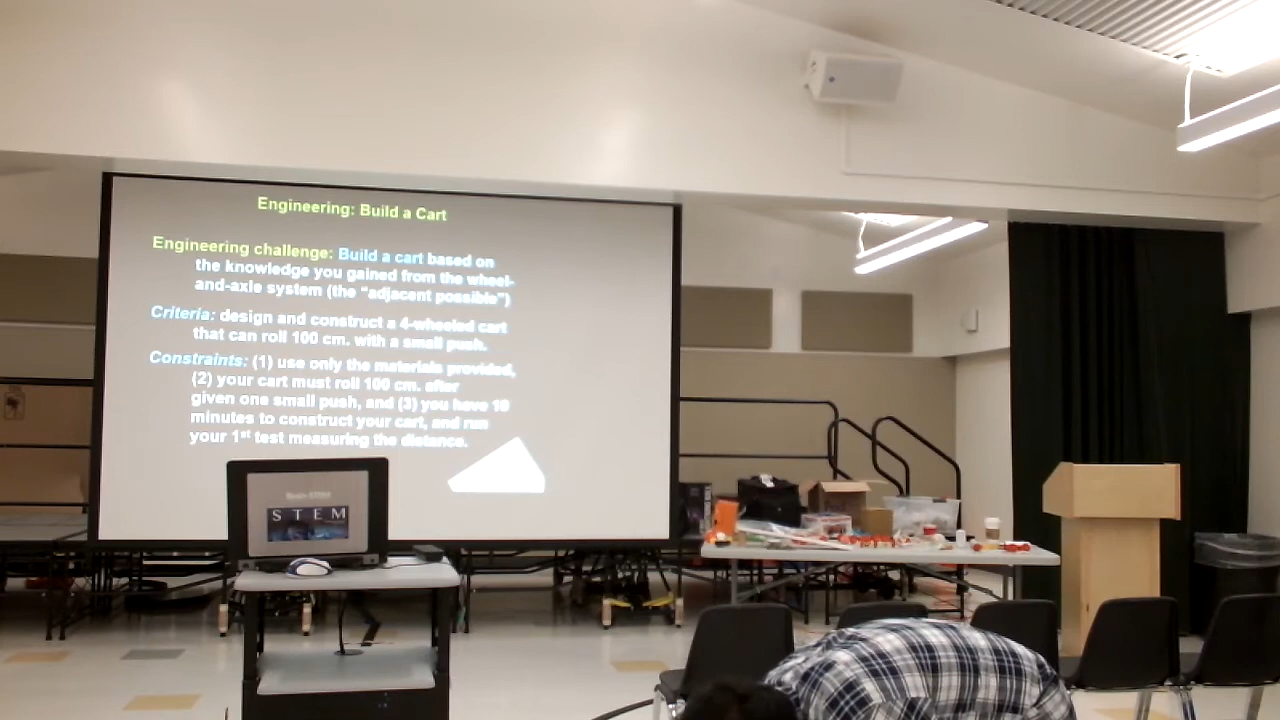 Engineering: Build a Cart
Engineering challenge: Build a cart based on
the knowledge you gained from the wheel-
and-axle system (the “adjacent possible”)
Criteria: design and construct a 4-wheeled cart
that can roll 100 cm. with a small push.
Constraints: (1) use only the materials provided,
(2) your cart must roll 100 cm. after
given one small push, and (3) you have 10
minutes to construct your cart, and run
your 1st test measuring the distance.
STEM
STEM